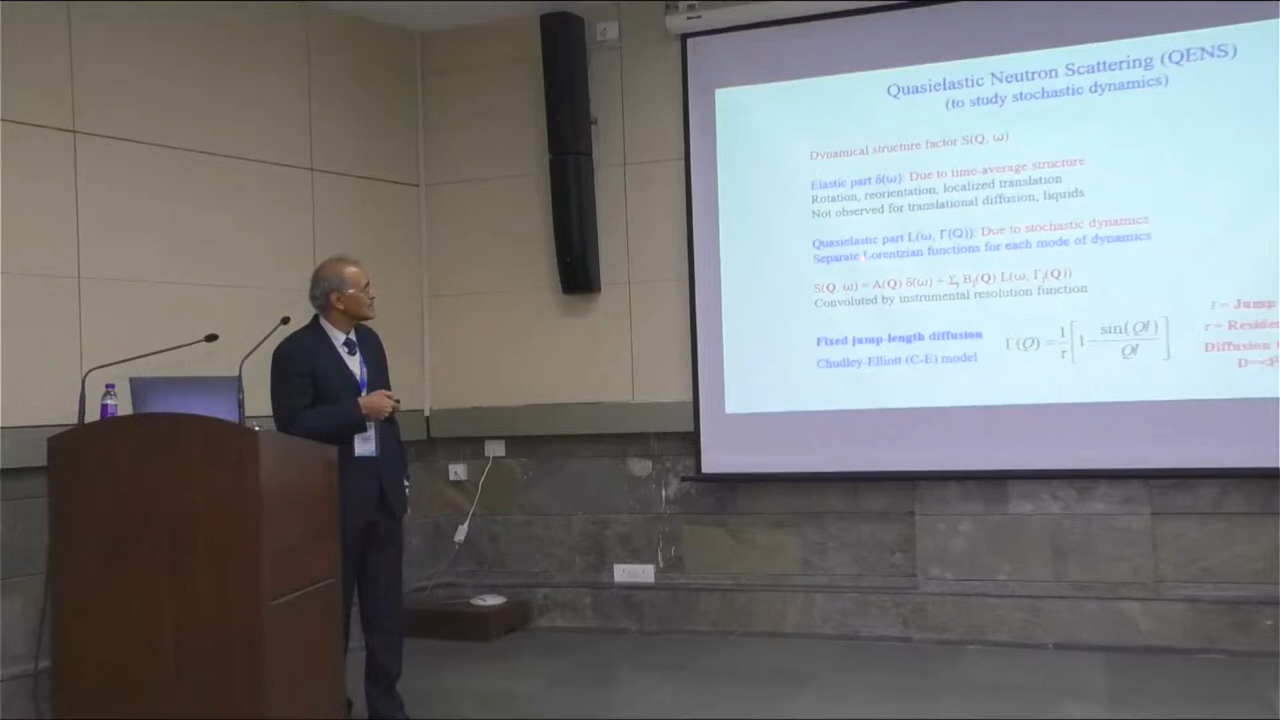 Quasielastic Neutron Scattering (QENS)
(to study stochastic dynamics)
Dynamical structure factor S(Q, ω)
Elastic part δ(ω): Due to time-average structure
Rotation, reorientation, localized translation
Not observed for translational diffusion, liquids
Quasielastic part L(ω, Γ(Q)): Due to stochastic dynamics
Separate Lorentzian functions for each mode of dynamics
S(Q, ω) = A(Q) δ(ω) + Σj Bj(Q) L(ω, Γj(Q))
Convoluted by instrumental resolution function
Fixed jump-length diffusion
Chudley-Elliott (C-E) model
Γ(Q) = 1/τ [1 - sin(Ql)/Ql]
l = Jump
τ = Reside
Diffusion